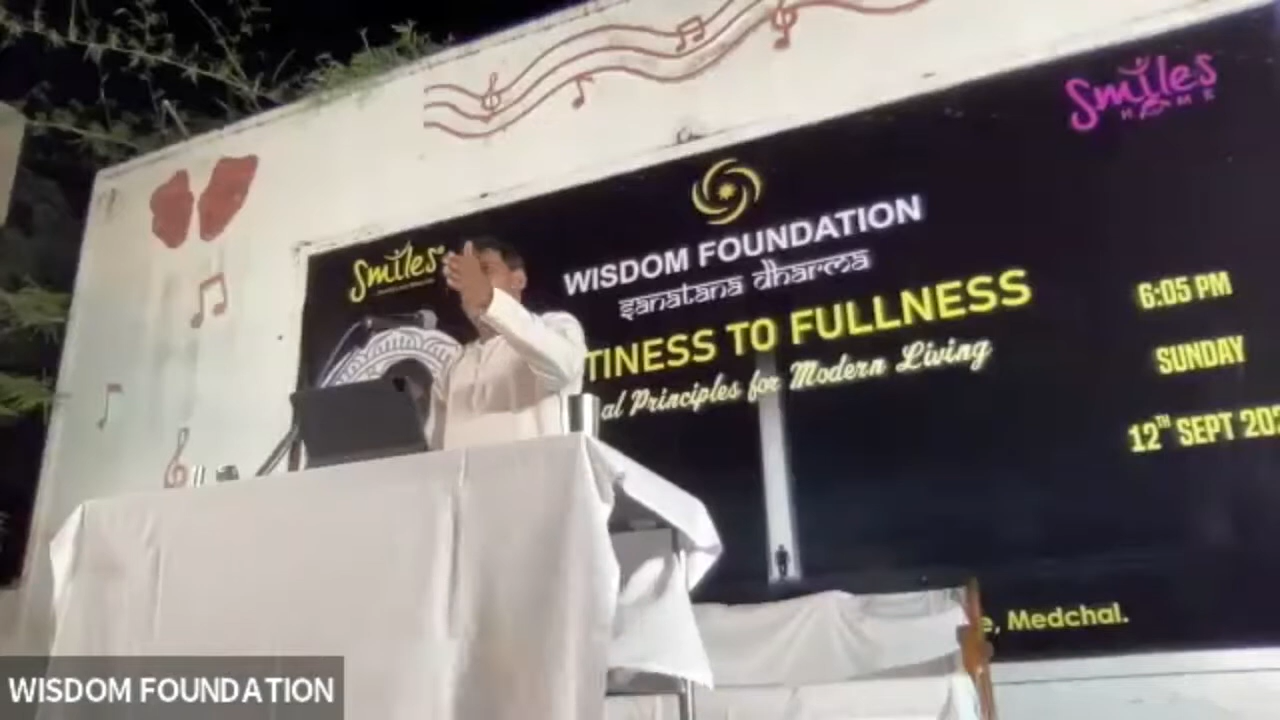 Smiles
HOME
Smiles
WISDOM FOUNDATION
sanatana dharma
TINESS TO FULLNESS
al Principles for Modern Living
6:05 PM
SUNDAY
12TH SEPT 202
e, Medchal.
WISDOM FOUNDATION